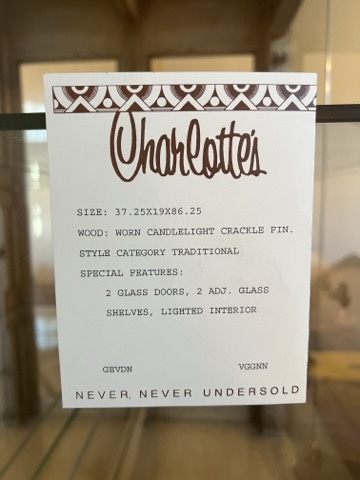 Charlotte's
SIZE: 37.25X19X86.25
WOOD: WORN CANDLELIGHT CRACKLE FIN.
STYLE CATEGORY TRADITIONAL
SPECIAL FEATURES:
2 GLASS DOORS, 2 ADJ. GLASS
SHELVES, LIGHTED INTERIOR
GEVDN VGGNN
NEVER, NEVER UNDERSOLD